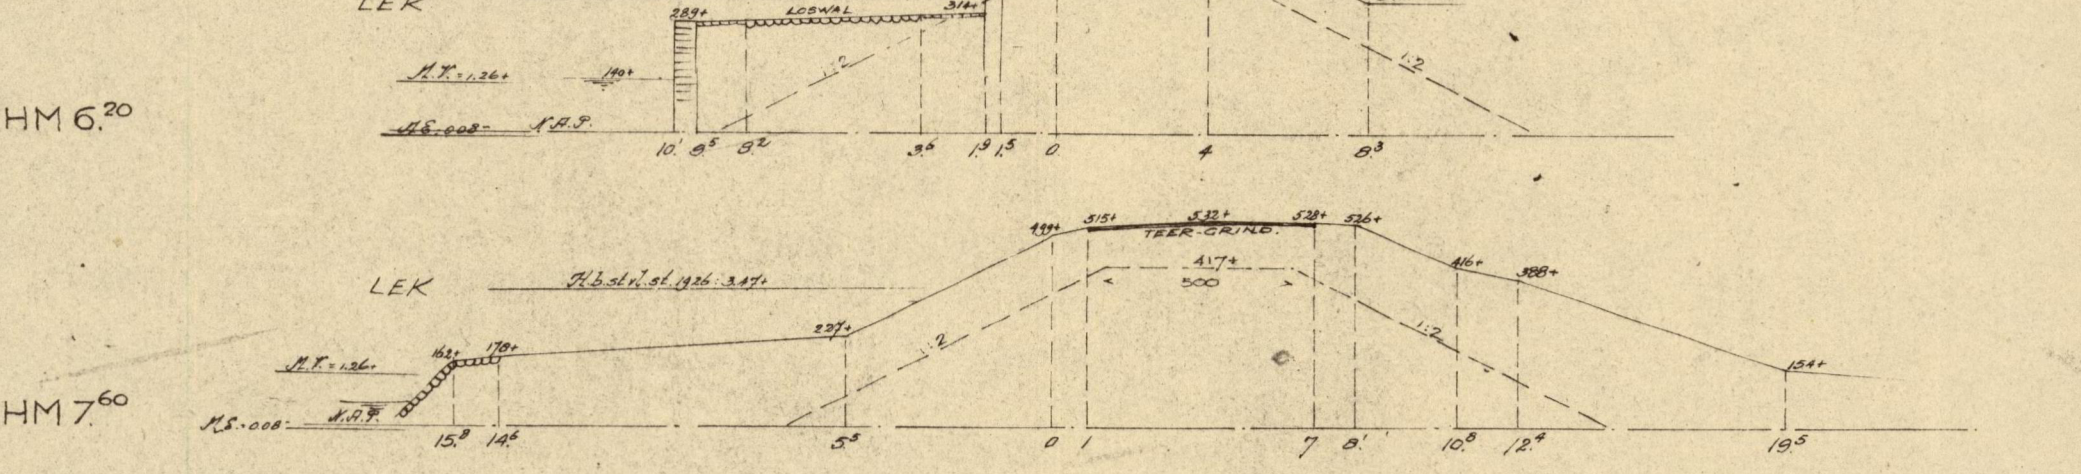 LEK
289+ LOSWAL 314+
M.V. = 1.26+ 140+ 1:2 1:2
HM 6.20
M.E. 0.08- N.A.P.
10.1 9.5 8.2 3.6 1.9 1.5 0 4 8.3
499+ 515+ 532+ 528+ 526+
TEER-GRIND.
417+ 416+ 388+
LEK H.b.st.vl.st. 1926: 3.47+ 500
227+ 1:2 1:2
162+ 178+ 154+
M.V. = 1.26+
HM 7.60
M.E. = 0.08- N.A.P.
15.8 14.6 5.5 0 1 7 8.1 10.8 12.4 19.5